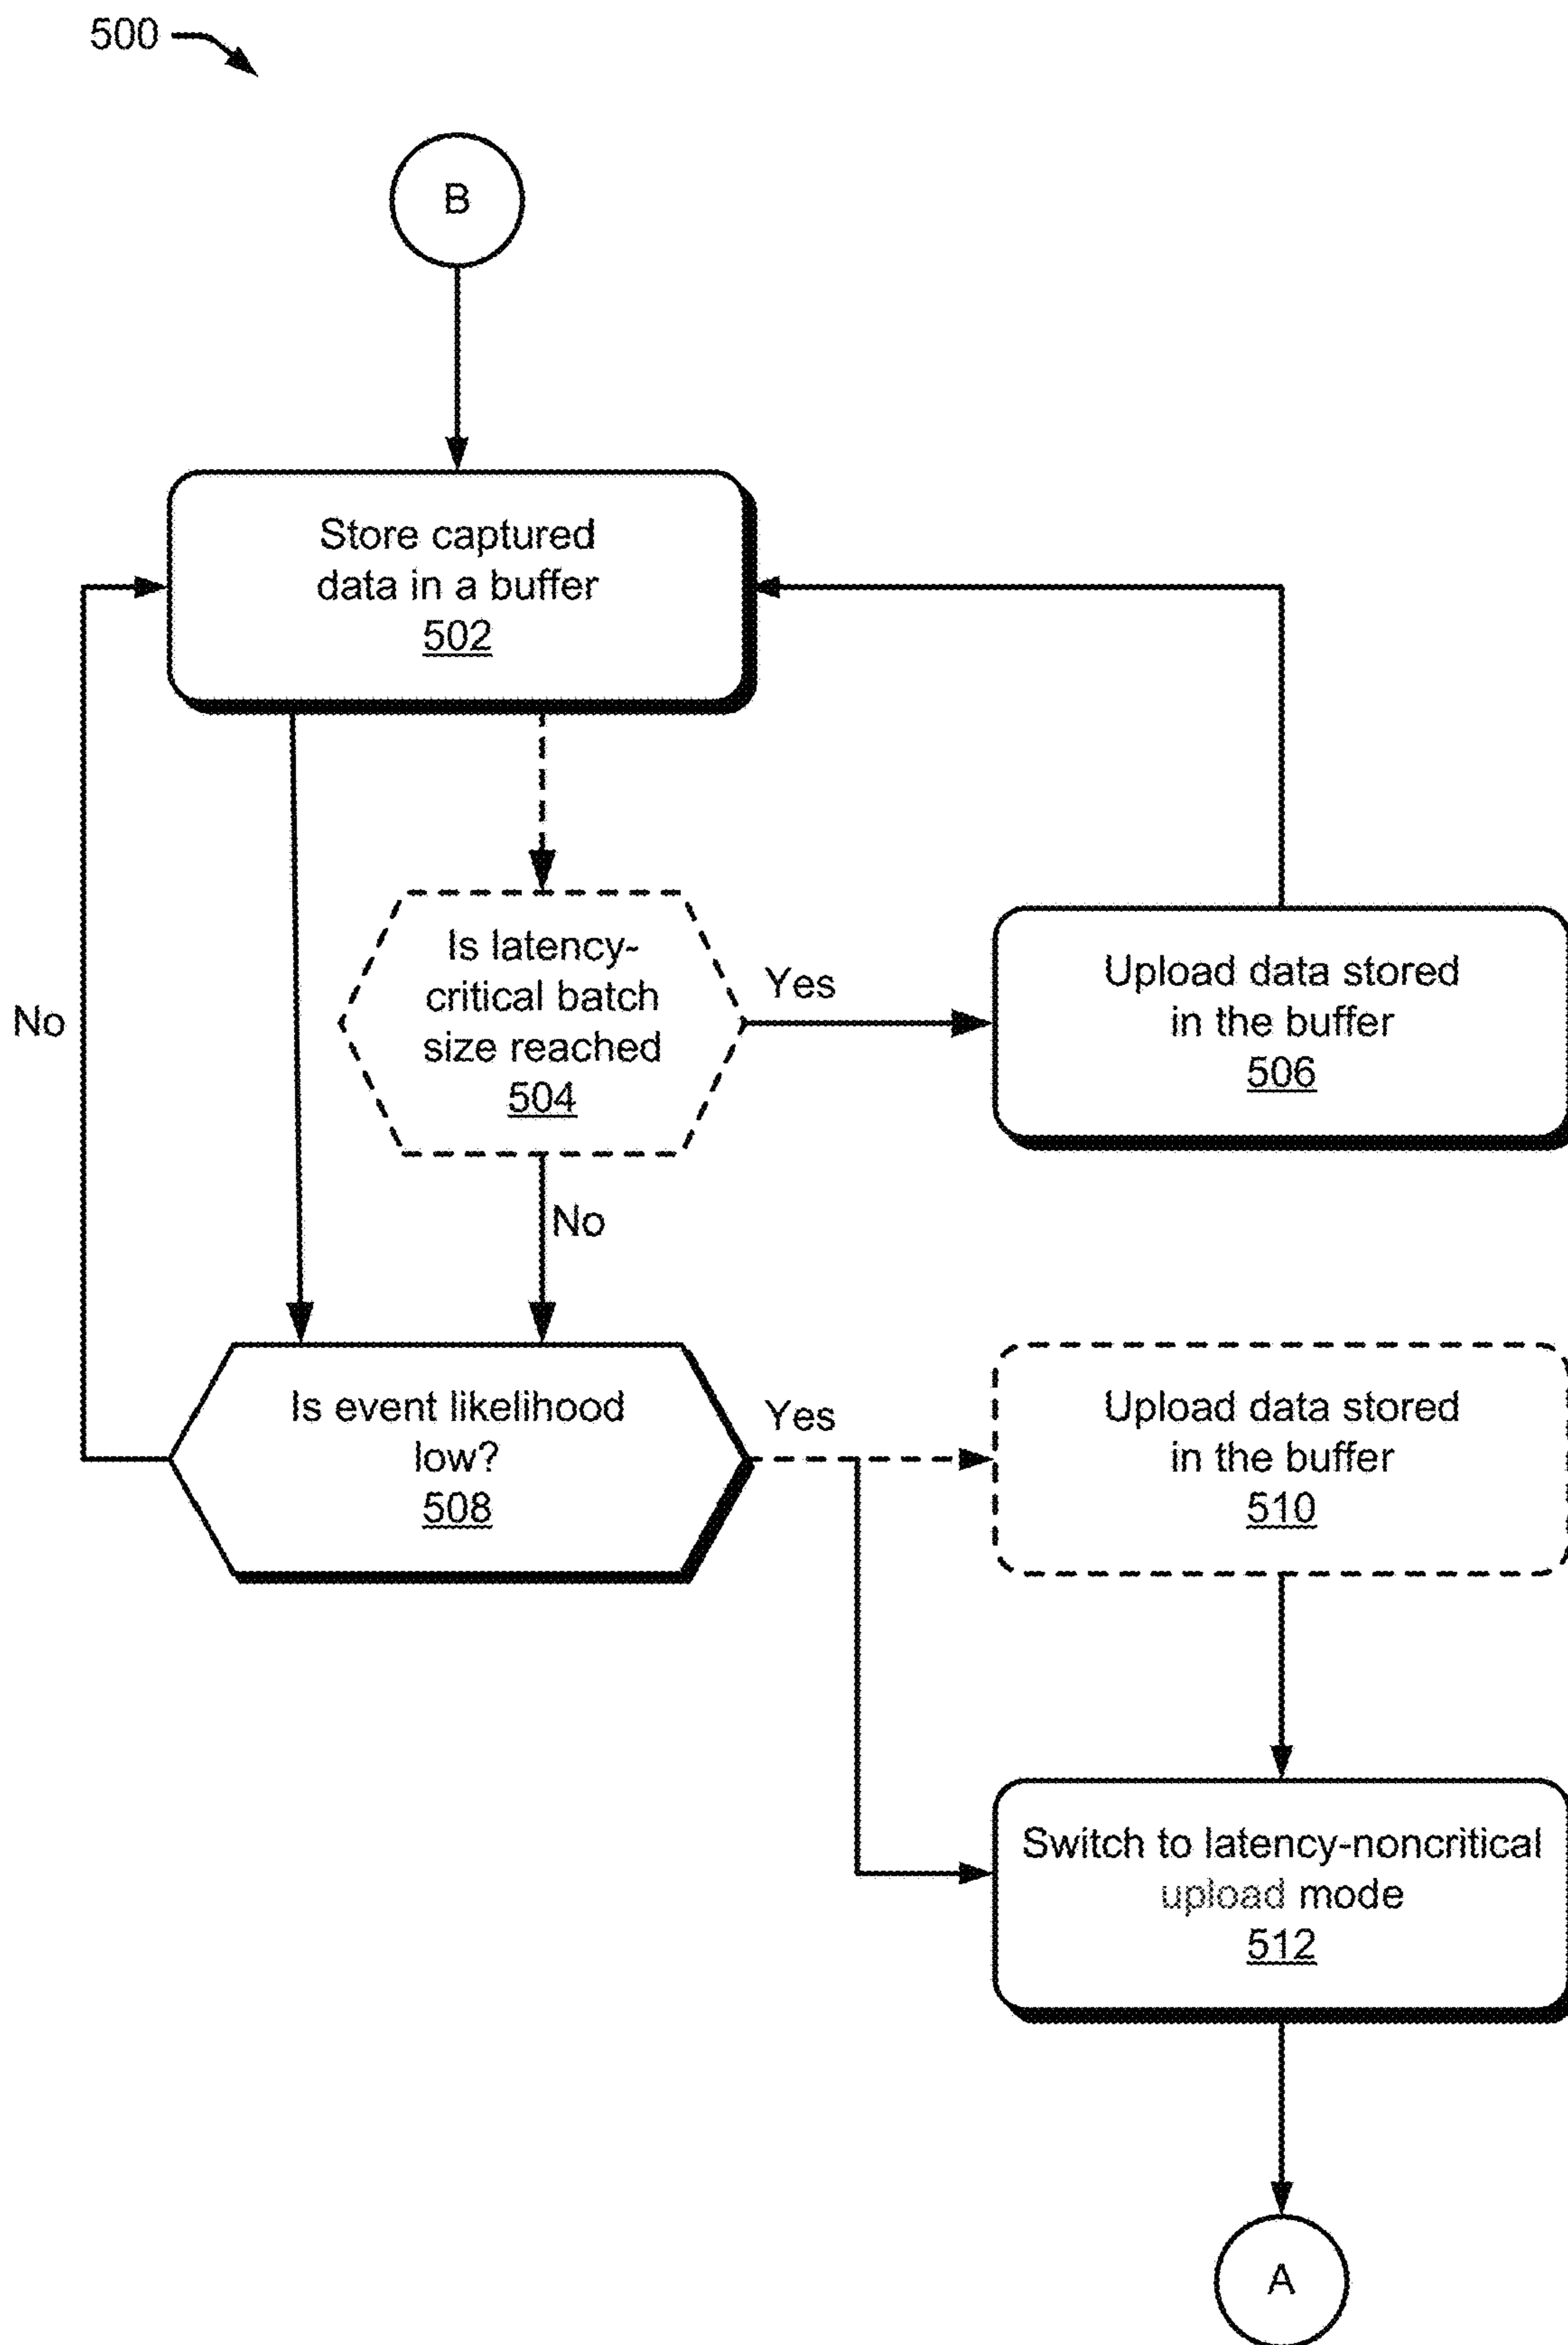 500
B
Store captured
data in a buffer
502
Is latency-
critical batch
size reached
504
Yes
Upload data stored
in the buffer
506
No
No
Is event likelihood
low?
508
Yes
Upload data stored
in the buffer
510
Switch to latency-noncritical
upload mode
512
A